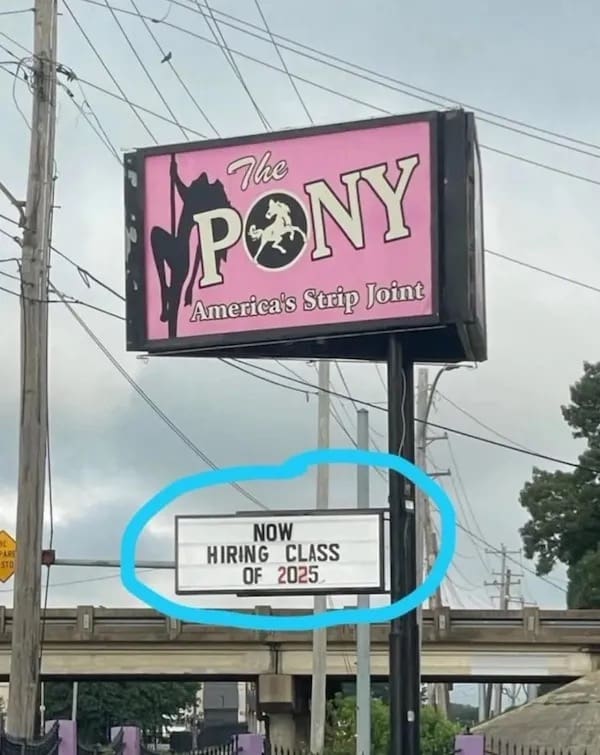 The
PONY
America's Strip Joint
NOW
HIRING CLASS
OF 2025